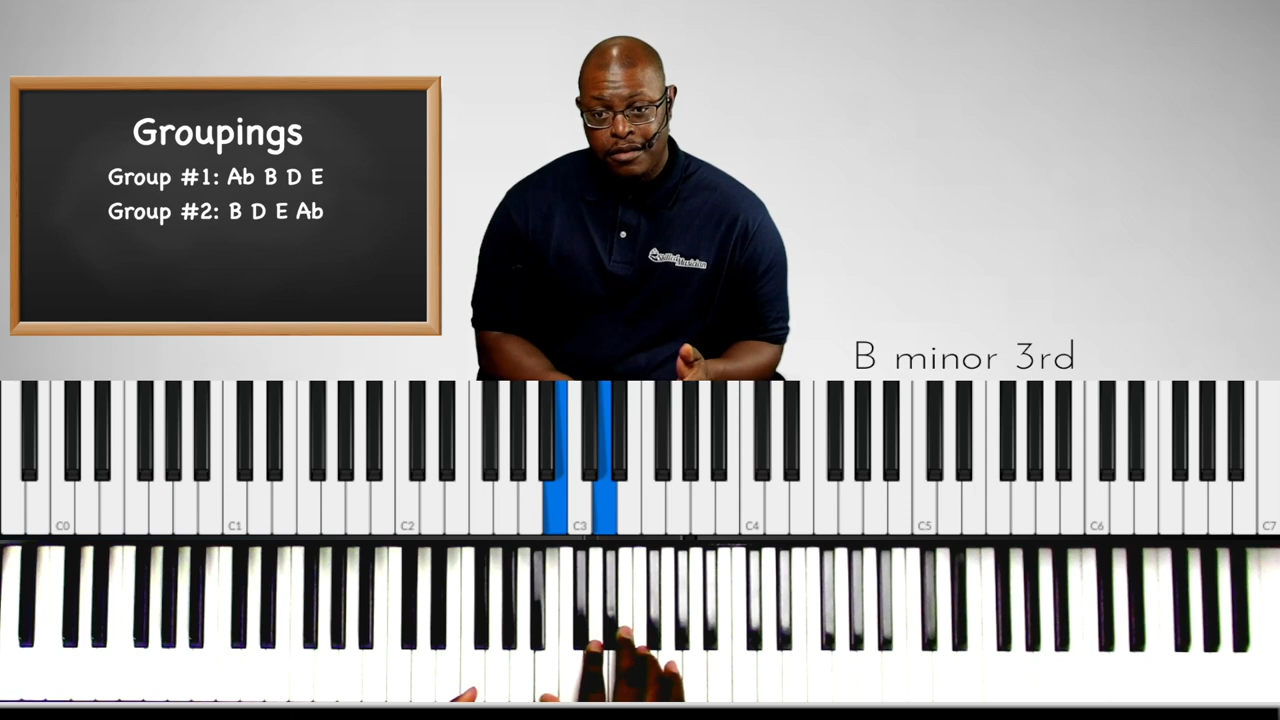 Groupings
Group #1: Ab B D E
Group #2: B D E Ab
B minor 3rd
C0 C1 C2 C3 C4 C5 C6 C7